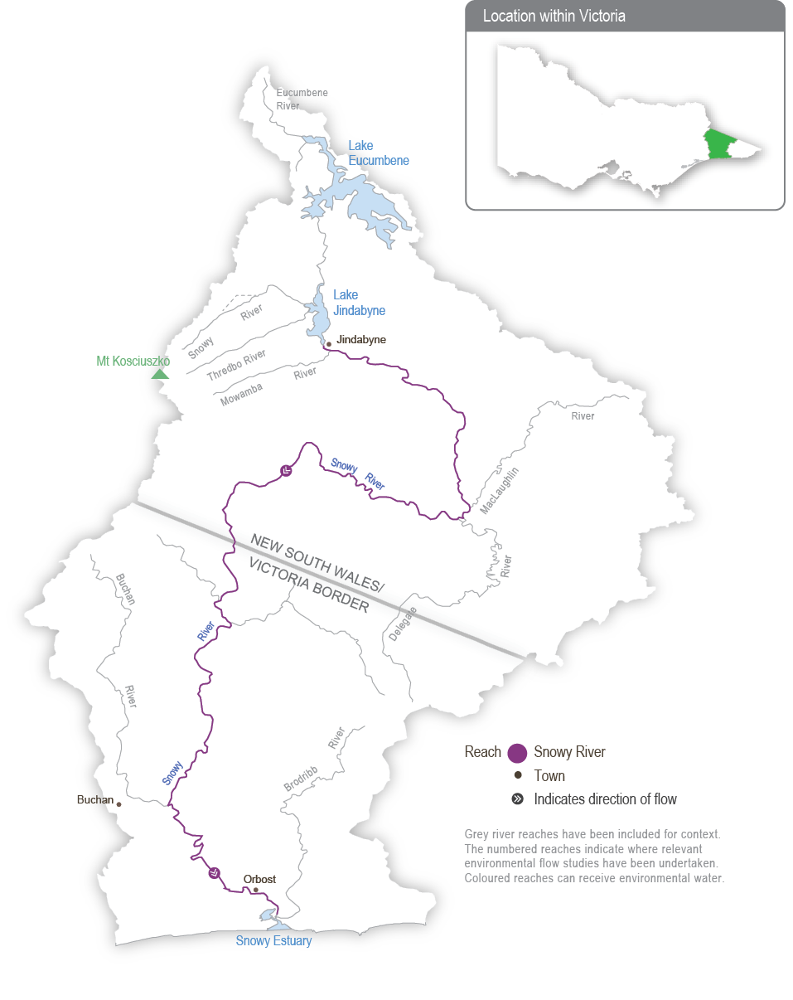 Location within Victoria
Eucumbene
River
Lake
Eucumbene
Lake
Jindabyne
Jindabyne
Snowy River
Mt Kosciuszko
Thredbo River
Mowamba River
River
MacLaughlin
Snowy River
NEW SOUTH WALES/
VICTORIA BORDER
River
Delegate
Buchan
River
River
Snowy
Brodribb River
Buchan
Orbost
Snowy Estuary
Reach Snowy River
Town
Indicates direction of flow
Grey river reaches have been included for context.
The numbered reaches indicate where relevant
environmental flow studies have been undertaken.
Coloured reaches can receive environmental water.